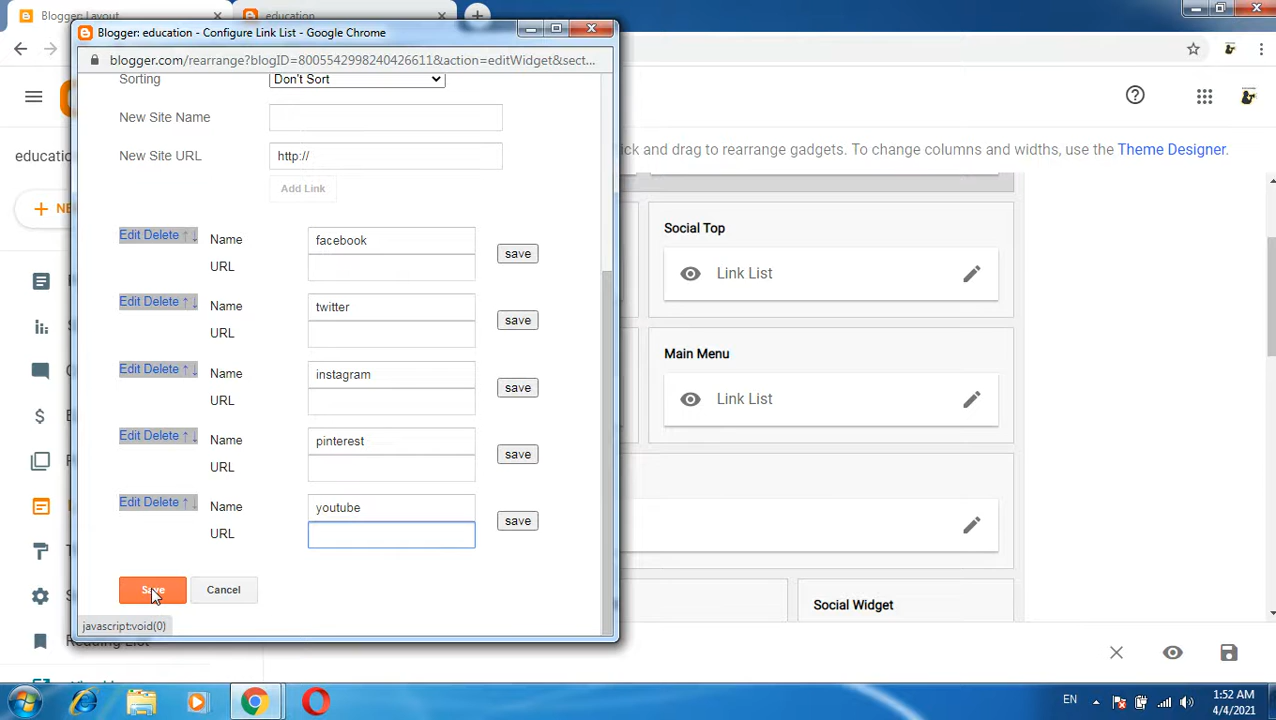 Blogger: Layout
education
Blogger: education - Configure Link List - Google Chrome
blogger.com/rearrange?blogID=8005542998240426611&action=editWidget&sect...
Sorting
Don't Sort
New Site Name
New Site URL
http://
Add Link
Edit Delete ↑ ↓
Name
facebook
URL
save
Edit Delete ↑ ↓
Name
twitter
URL
save
Edit Delete ↑ ↓
Name
instagram
URL
save
Edit Delete ↑ ↓
Name
pinterest
URL
save
Edit Delete ↑ ↓
Name
youtube
URL
save
Save
Cancel
javascript:void(0)
educatio
NE
Reading List
ick and drag to rearrange gadgets. To change columns and widths, use the Theme Designer.
Social Top
Link List
Main Menu
Link List
Social Widget
EN
1:52 AM
4/4/2021